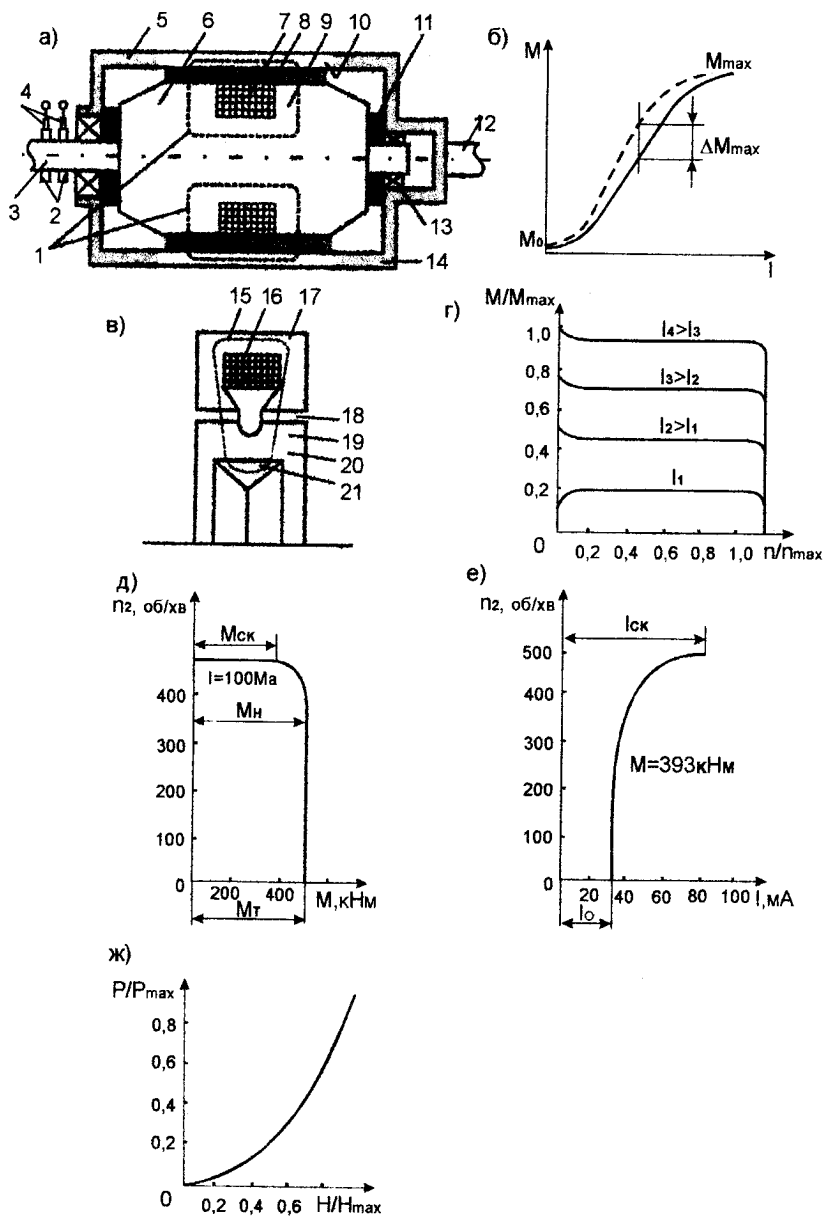 а)
5 6 7 8 9 10 11
4
12
3
2
1
13
14
б)
M
Mmax
ΔMmax
M₀
I
в)
15 16 17
18
19
20
21
г)
M/Mmax
1,0
0,8
0,6
0,4
0,2
0
I₄>I₃
I₃>I₂
I₂>I₁
I₁
0,2 0,4 0,6 0,8 1,0 n/nmax
д)
n₂, об/хв
Mск
I=100Ma
400
Mн
300
200
100
0
200 400 M,кНм
Mт
е)
n₂, об/хв
Iск
500
400
300
M=393кНм
200
100
0
20 40 60 80 100 I,мА
I₀
ж)
P/Pmax
0,8
0,6
0,4
0,2
0
0,2 0,4 0,6 H/Hmax